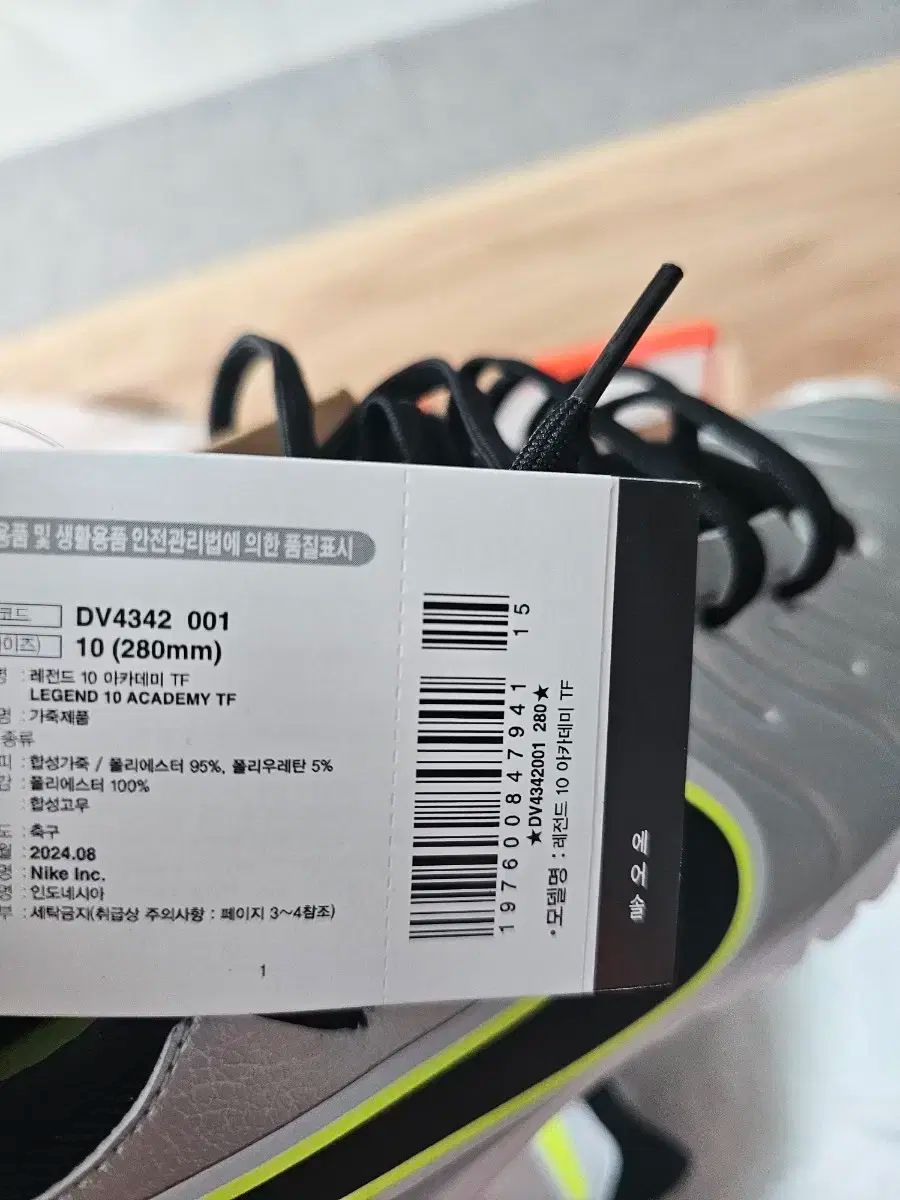 용품 및 생활용품 안전관리법에 의한 품질표시
코드 DV4342 001
이즈) 10 (280mm)
명 : 레전드 10 아카데미 TF
LEGEND 10 ACADEMY TF
명 : 가죽제품
종류
피 : 합성가죽 / 폴리에스터 95%, 폴리우레탄 5%
감 : 폴리에스터 100%
: 합성고무
도 : 축구
월 : 2024.08
명 : Nike Inc.
명 : 인도네시아
부 : 세탁금지(취급상 주의사항 : 페이지 3~4참조)
1
15
197600847941
★DV4342001 280★
·모델명 : 레전드 10 아카데미 TF
에어솔